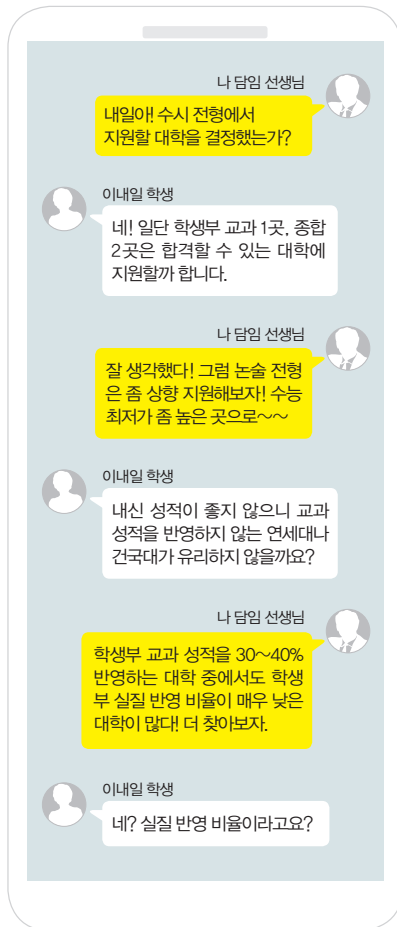 나 담임 선생님
내일아! 수시 전형에서
지원할 대학을 결정했는가?
이내일 학생
네! 일단 학생부 교과 1곳, 종합
2곳은 합격할 수 있는 대학에
지원할까 합니다.
나 담임 선생님
잘 생각했다! 그럼 논술 전형
은 좀 상향 지원해보자! 수능
최저가 좀 높은 곳으로~~
이내일 학생
내신 성적이 좋지 않으니 교과
성적을 반영하지 않는 연세대나
건국대가 유리하지 않을까요?
나 담임 선생님
학생부 교과 성적을 30~40%
반영하는 대학 중에서도 학생
부 실질 반영 비율이 매우 낮은
대학이 많다! 더 찾아보자.
이내일 학생
네? 실질 반영 비율이라고요?